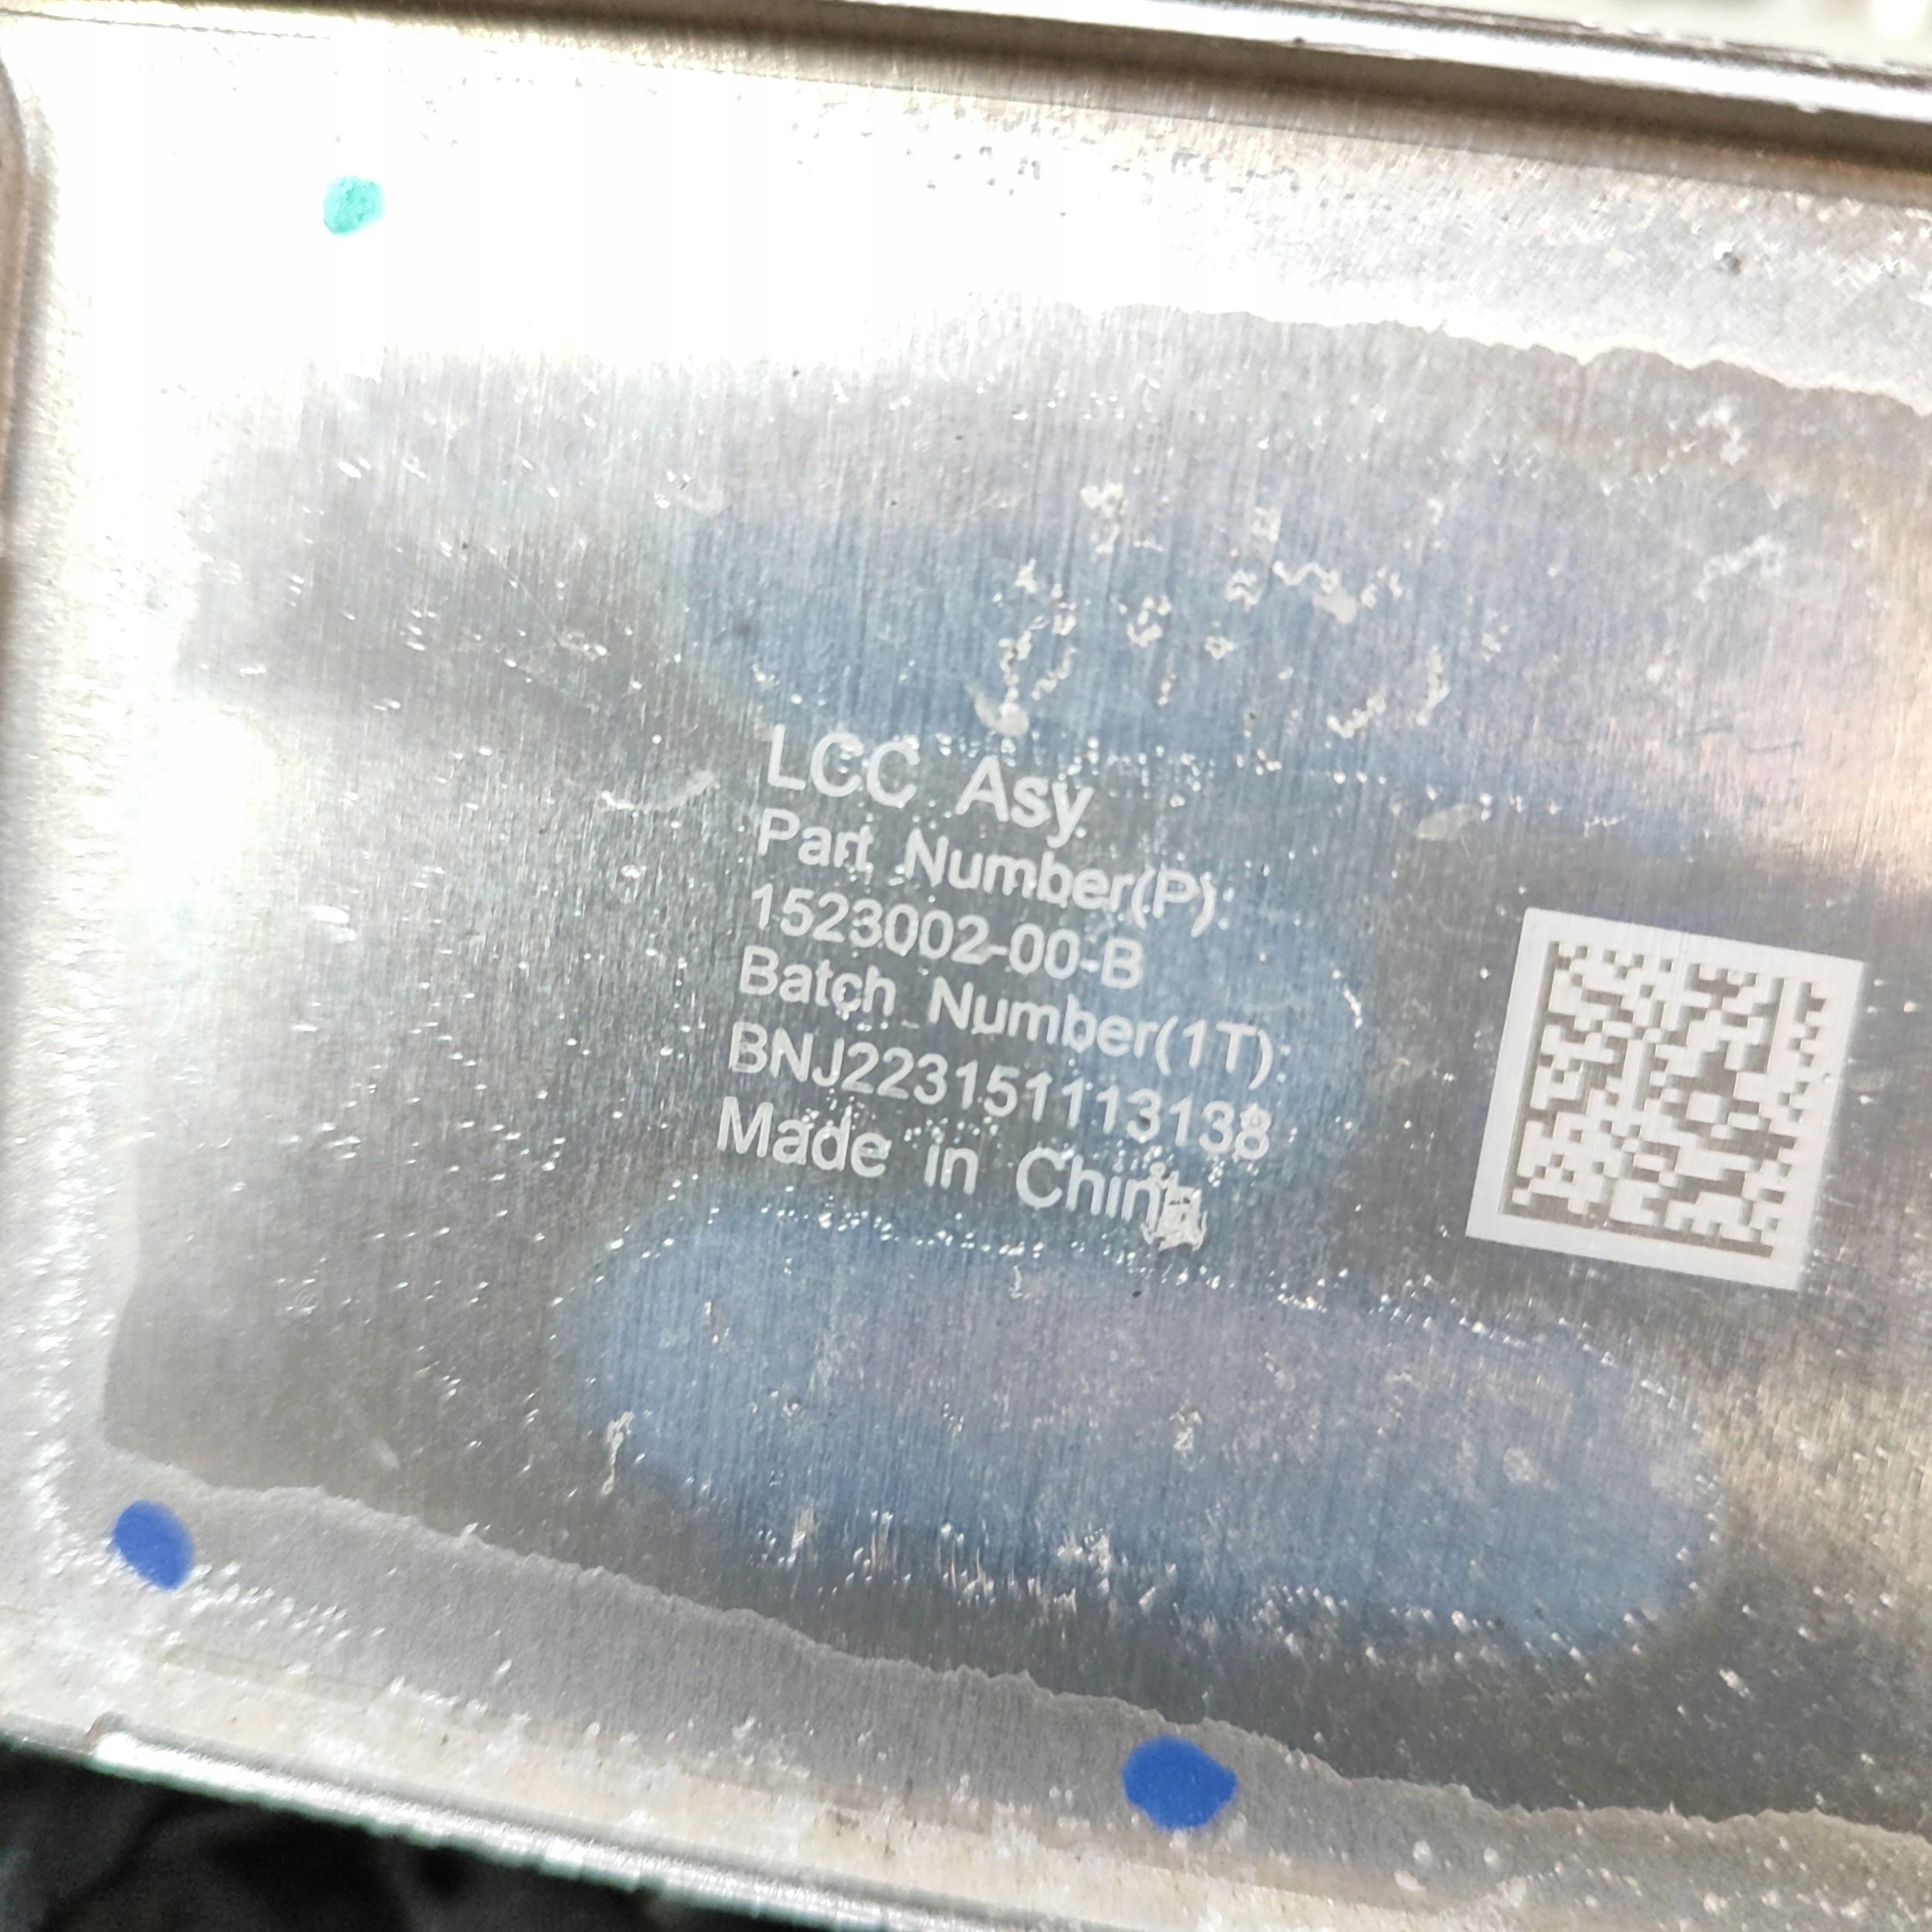 LCC Asy
Part Number(P):
1523002-00-B
Batch Number(1T):
BNJ223151113138
Made in China